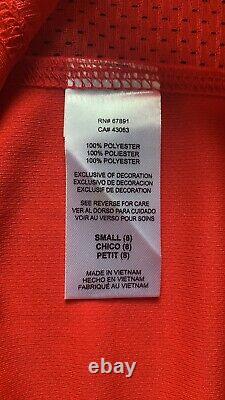 RN# 67891
CA# 43063
100% POLYESTER
100% POLIESTER
100% POLYESTER
EXCLUSIVE OF DECORATION
EXCLUSIVO DE DECORACIÓN
EXCLUSIF DE DÉCORATION
SEE REVERSE FOR CARE
VER AL DORSO PARA CUIDADO
VOIR AU VERSO POUR SOINS
SMALL (8)
CHICO (8)
PETIT (8)
MADE IN VIETNAM
HECHO EN VIETNAM
FABRIQUÉ AU VIETNAM